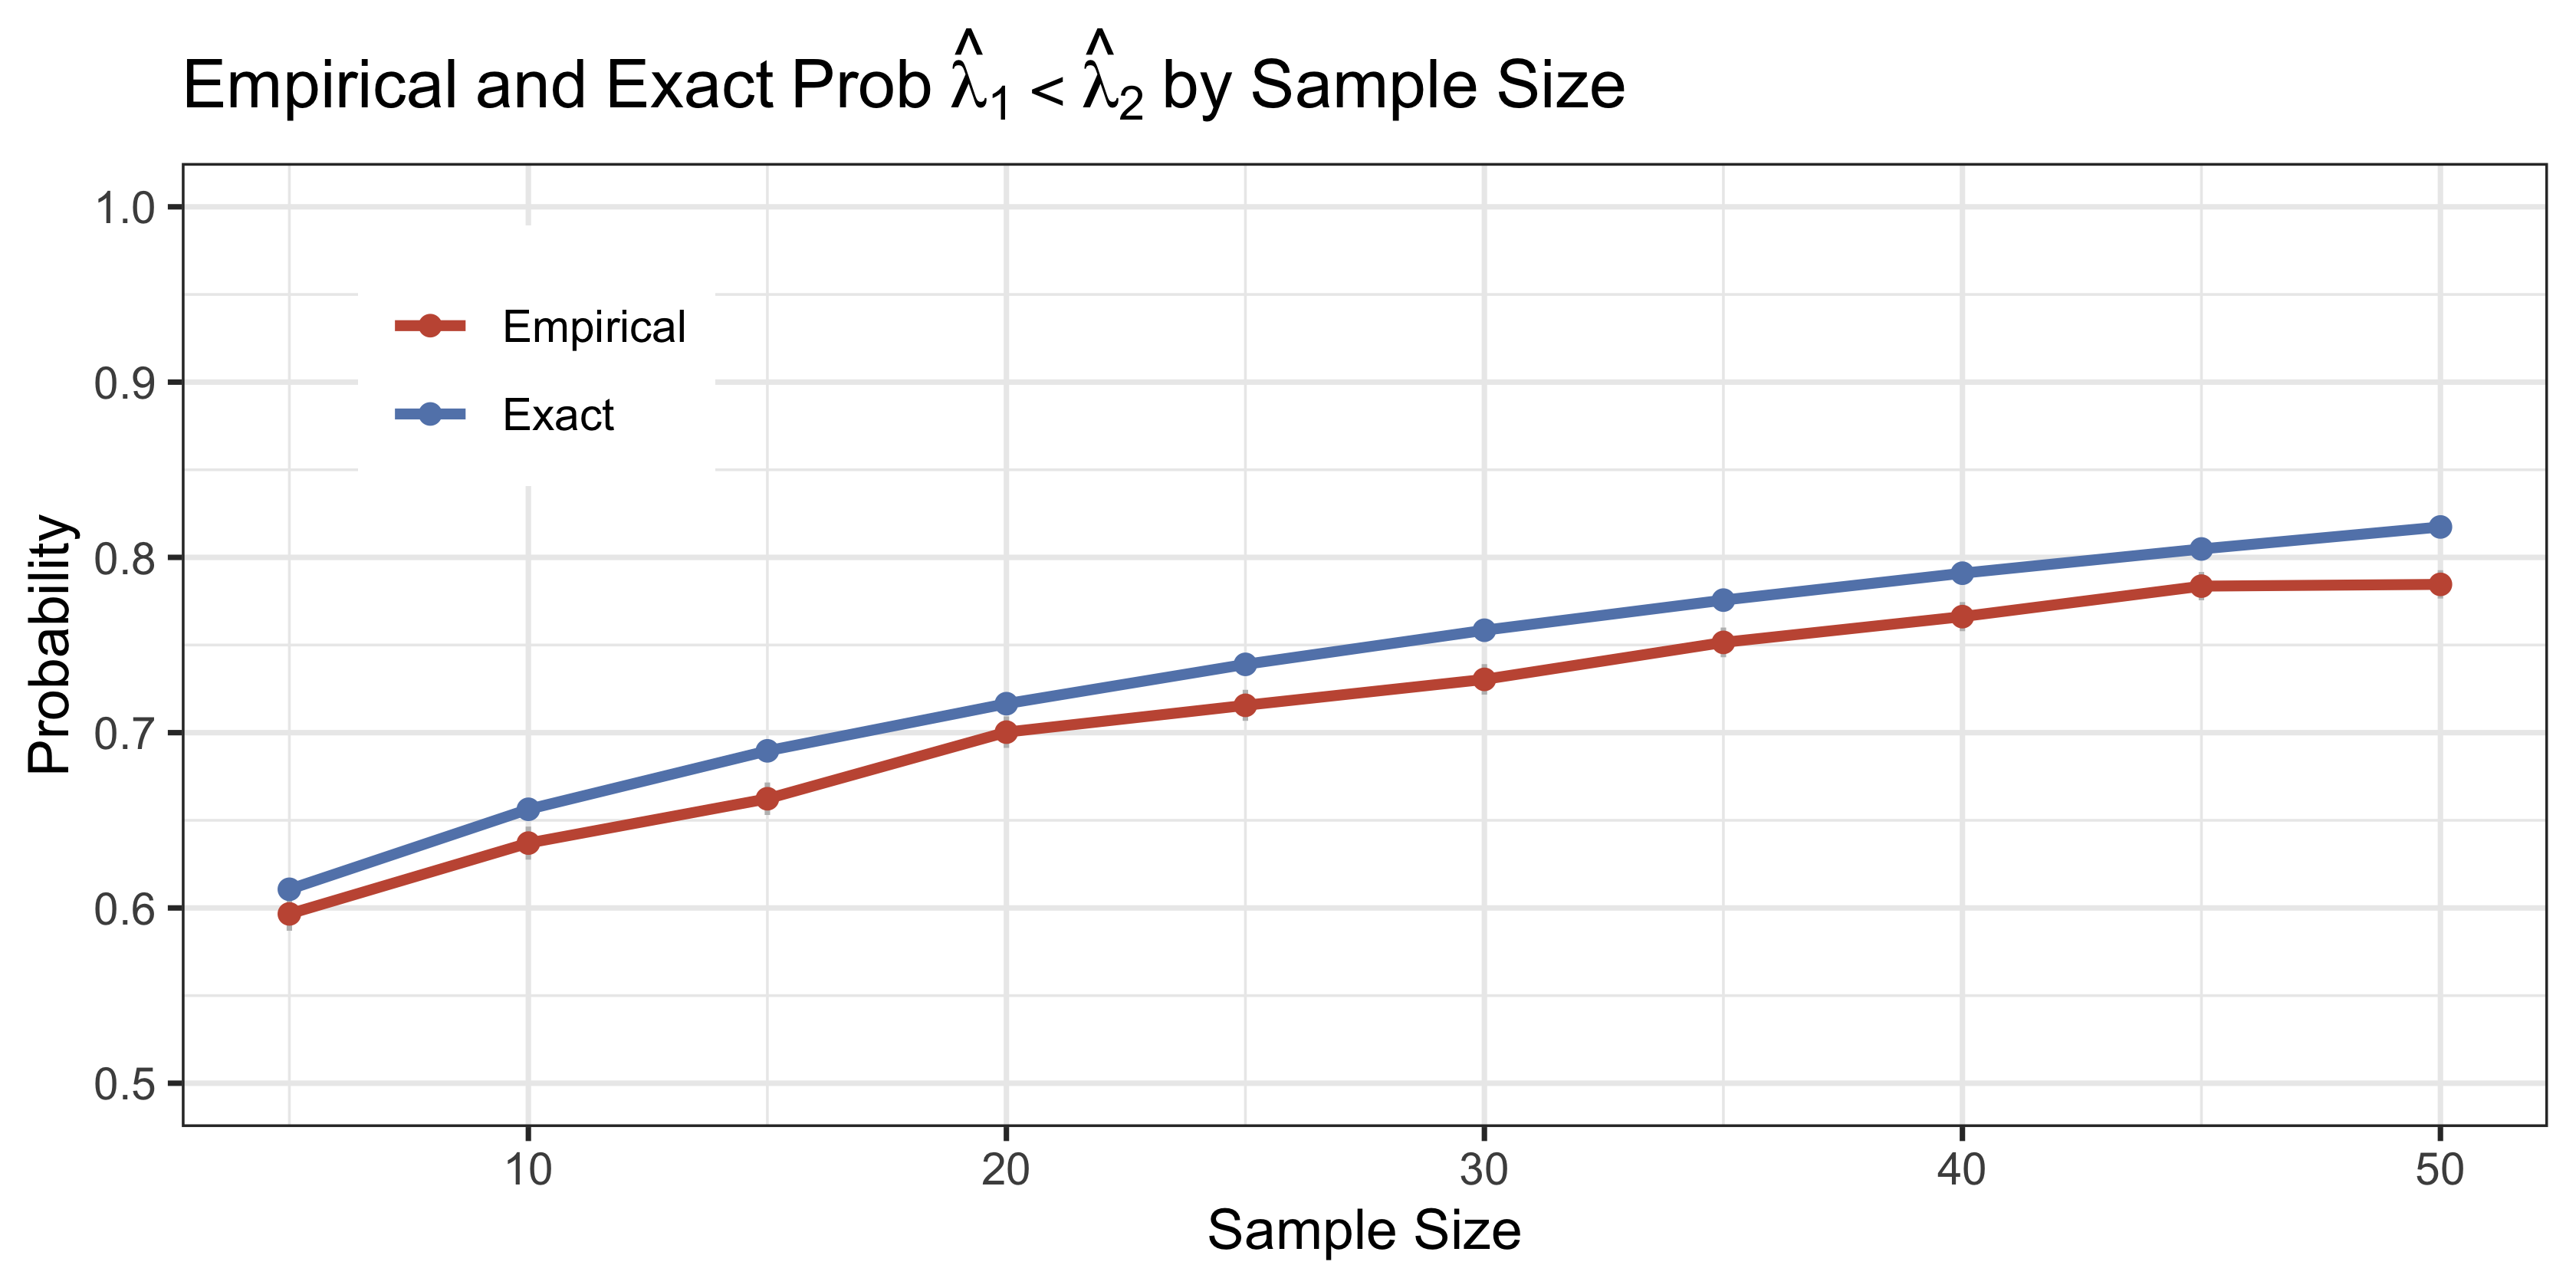 Empirical and Exact Prob λ̂₁ < λ̂₂ by Sample Size
1.0
0.9
0.8
0.7
0.6
0.5
Probability
Empirical
Exact
10 20 30 40 50
Sample Size